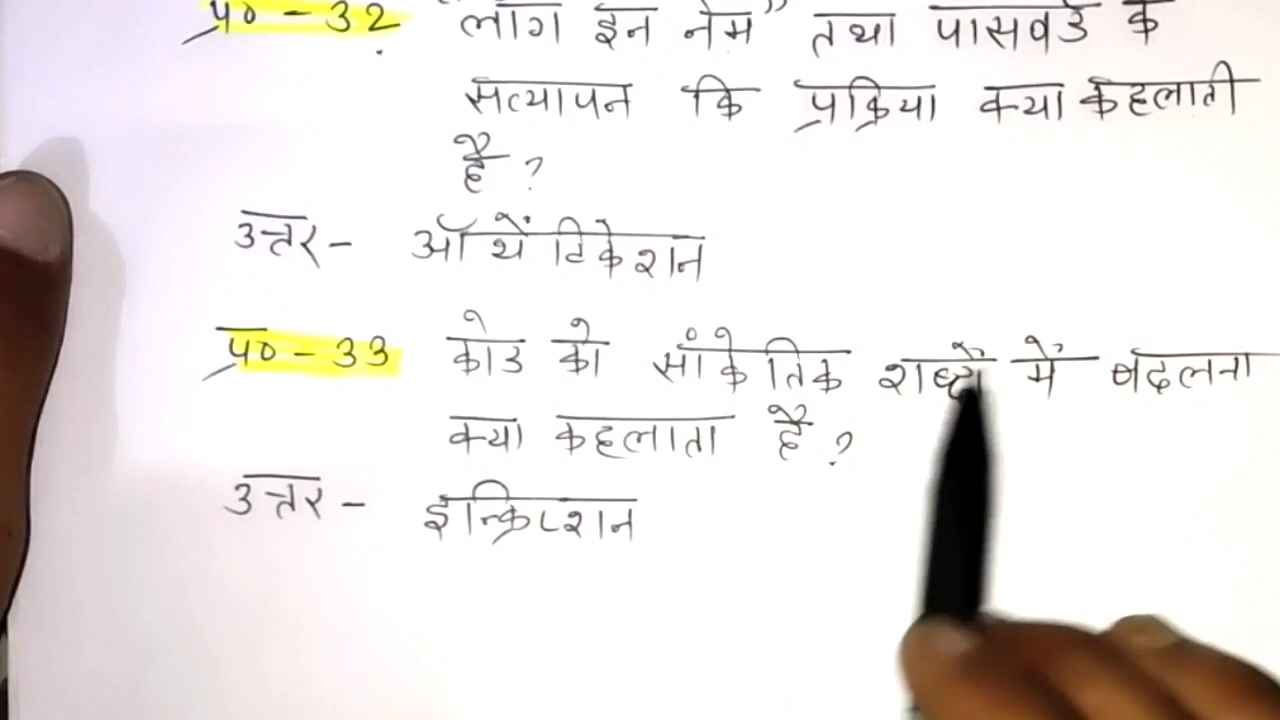 प्र० - 32 "लॉग इन नेम" तथा पासवर्ड के
सत्यापन कि प्रक्रिया क्या कहलाती
है ?
उत्तर - ऑथेंटिकेशन
प्र० - 33 कोड को सांकेतिक शब्दों में बदलना
क्या कहलाता है ?
उत्तर - इन्क्रिप्शन